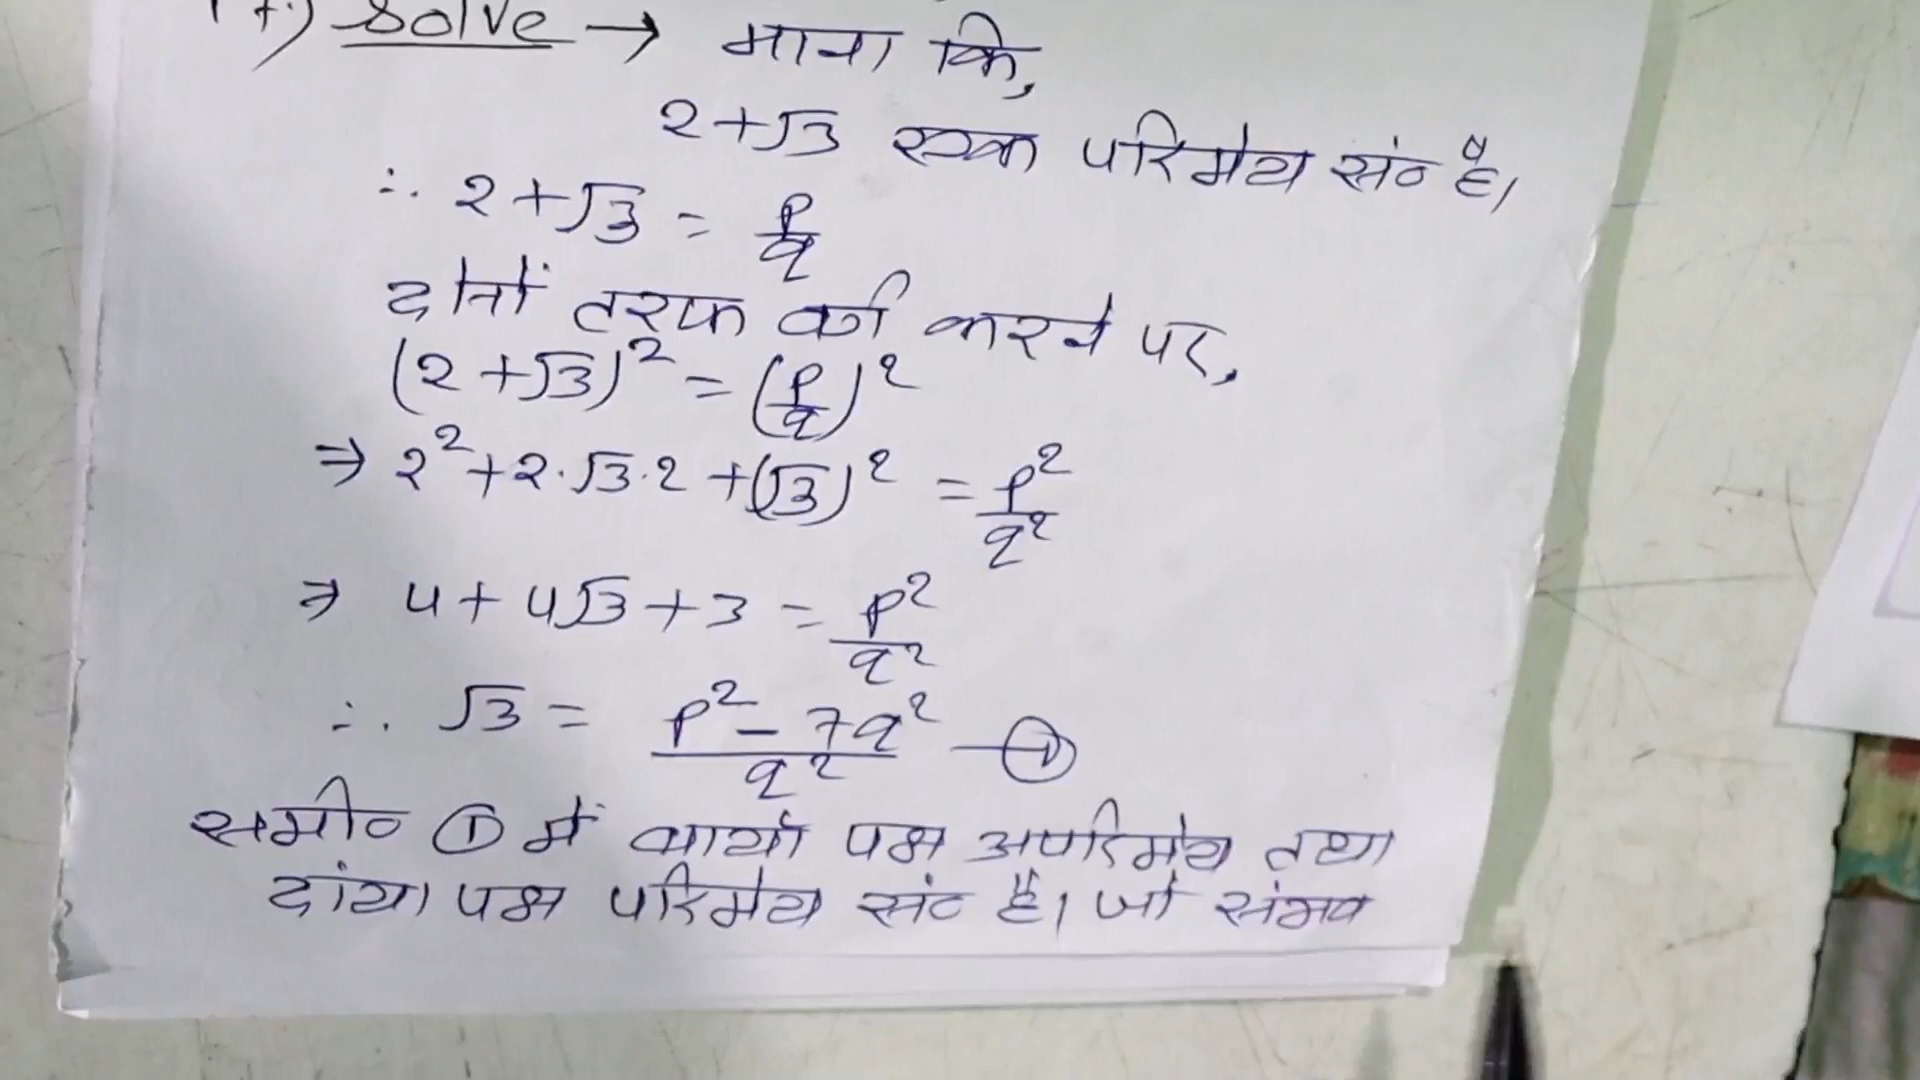 (7.) Solve → माना कि,
2+√3 एक परिमेय सं० है।
∴ 2+√3 = p/q
दोनों तरफ वर्ग करने पर,
(2+√3)² = (p/q)²
⇒ 2²+2·√3·2+(√3)² = p²/q²
⇒ 4+4√3+3 = p²/q²
∴ √3 = p²-7q²/q² —①
समी० ① में बायाँ पक्ष अपरिमेय तथा
दांया पक्ष परिमेय सं० है। जो संभव